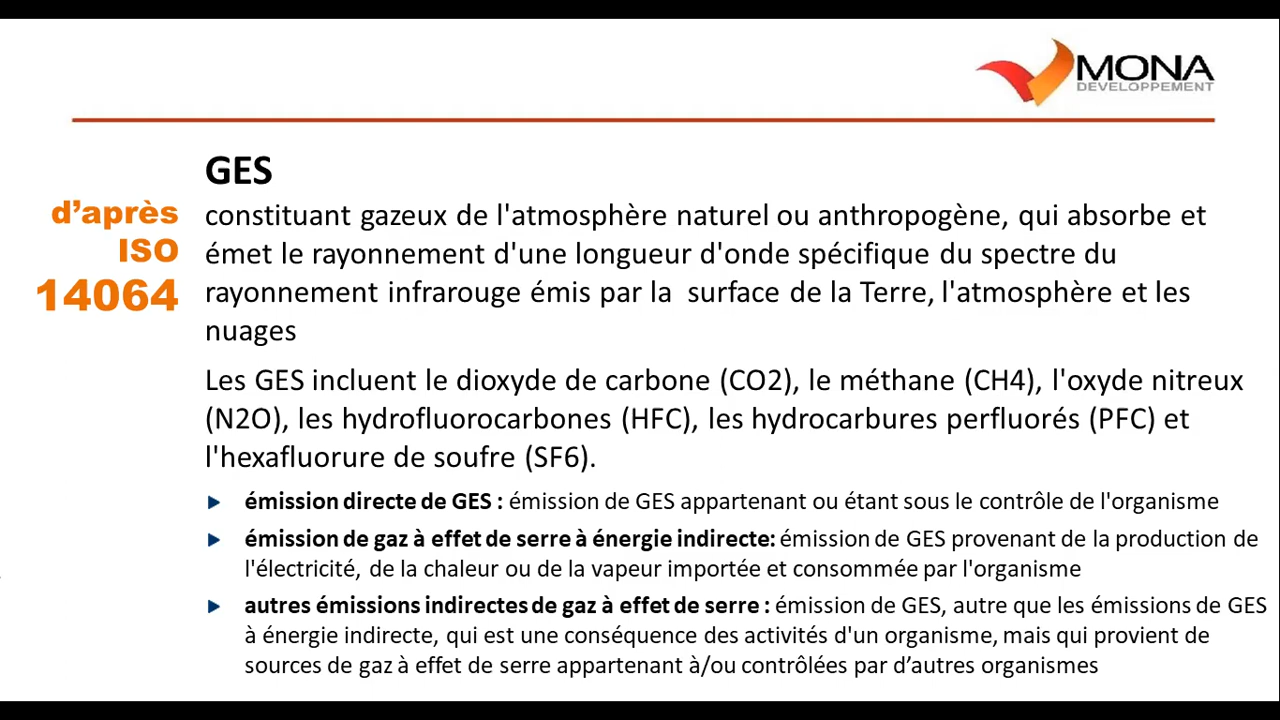 MONA
DEVELOPPEMENT
GES
d’après
ISO
14064
constituant gazeux de l'atmosphère naturel ou anthropogène, qui absorbe et
émet le rayonnement d'une longueur d'onde spécifique du spectre du
rayonnement infrarouge émis par la surface de la Terre, l'atmosphère et les
nuages
Les GES incluent le dioxyde de carbone (CO2), le méthane (CH4), l'oxyde nitreux
(N2O), les hydrofluorocarbones (HFC), les hydrocarbures perfluorés (PFC) et
l'hexafluorure de soufre (SF6).
émission directe de GES : émission de GES appartenant ou étant sous le contrôle de l'organisme
émission de gaz à effet de serre à énergie indirecte: émission de GES provenant de la production de
l'électricité, de la chaleur ou de la vapeur importée et consommée par l'organisme
autres émissions indirectes de gaz à effet de serre : émission de GES, autre que les émissions de GES
à énergie indirecte, qui est une conséquence des activités d'un organisme, mais qui provient de
sources de gaz à effet de serre appartenant à/ou contrôlées par d’autres organismes